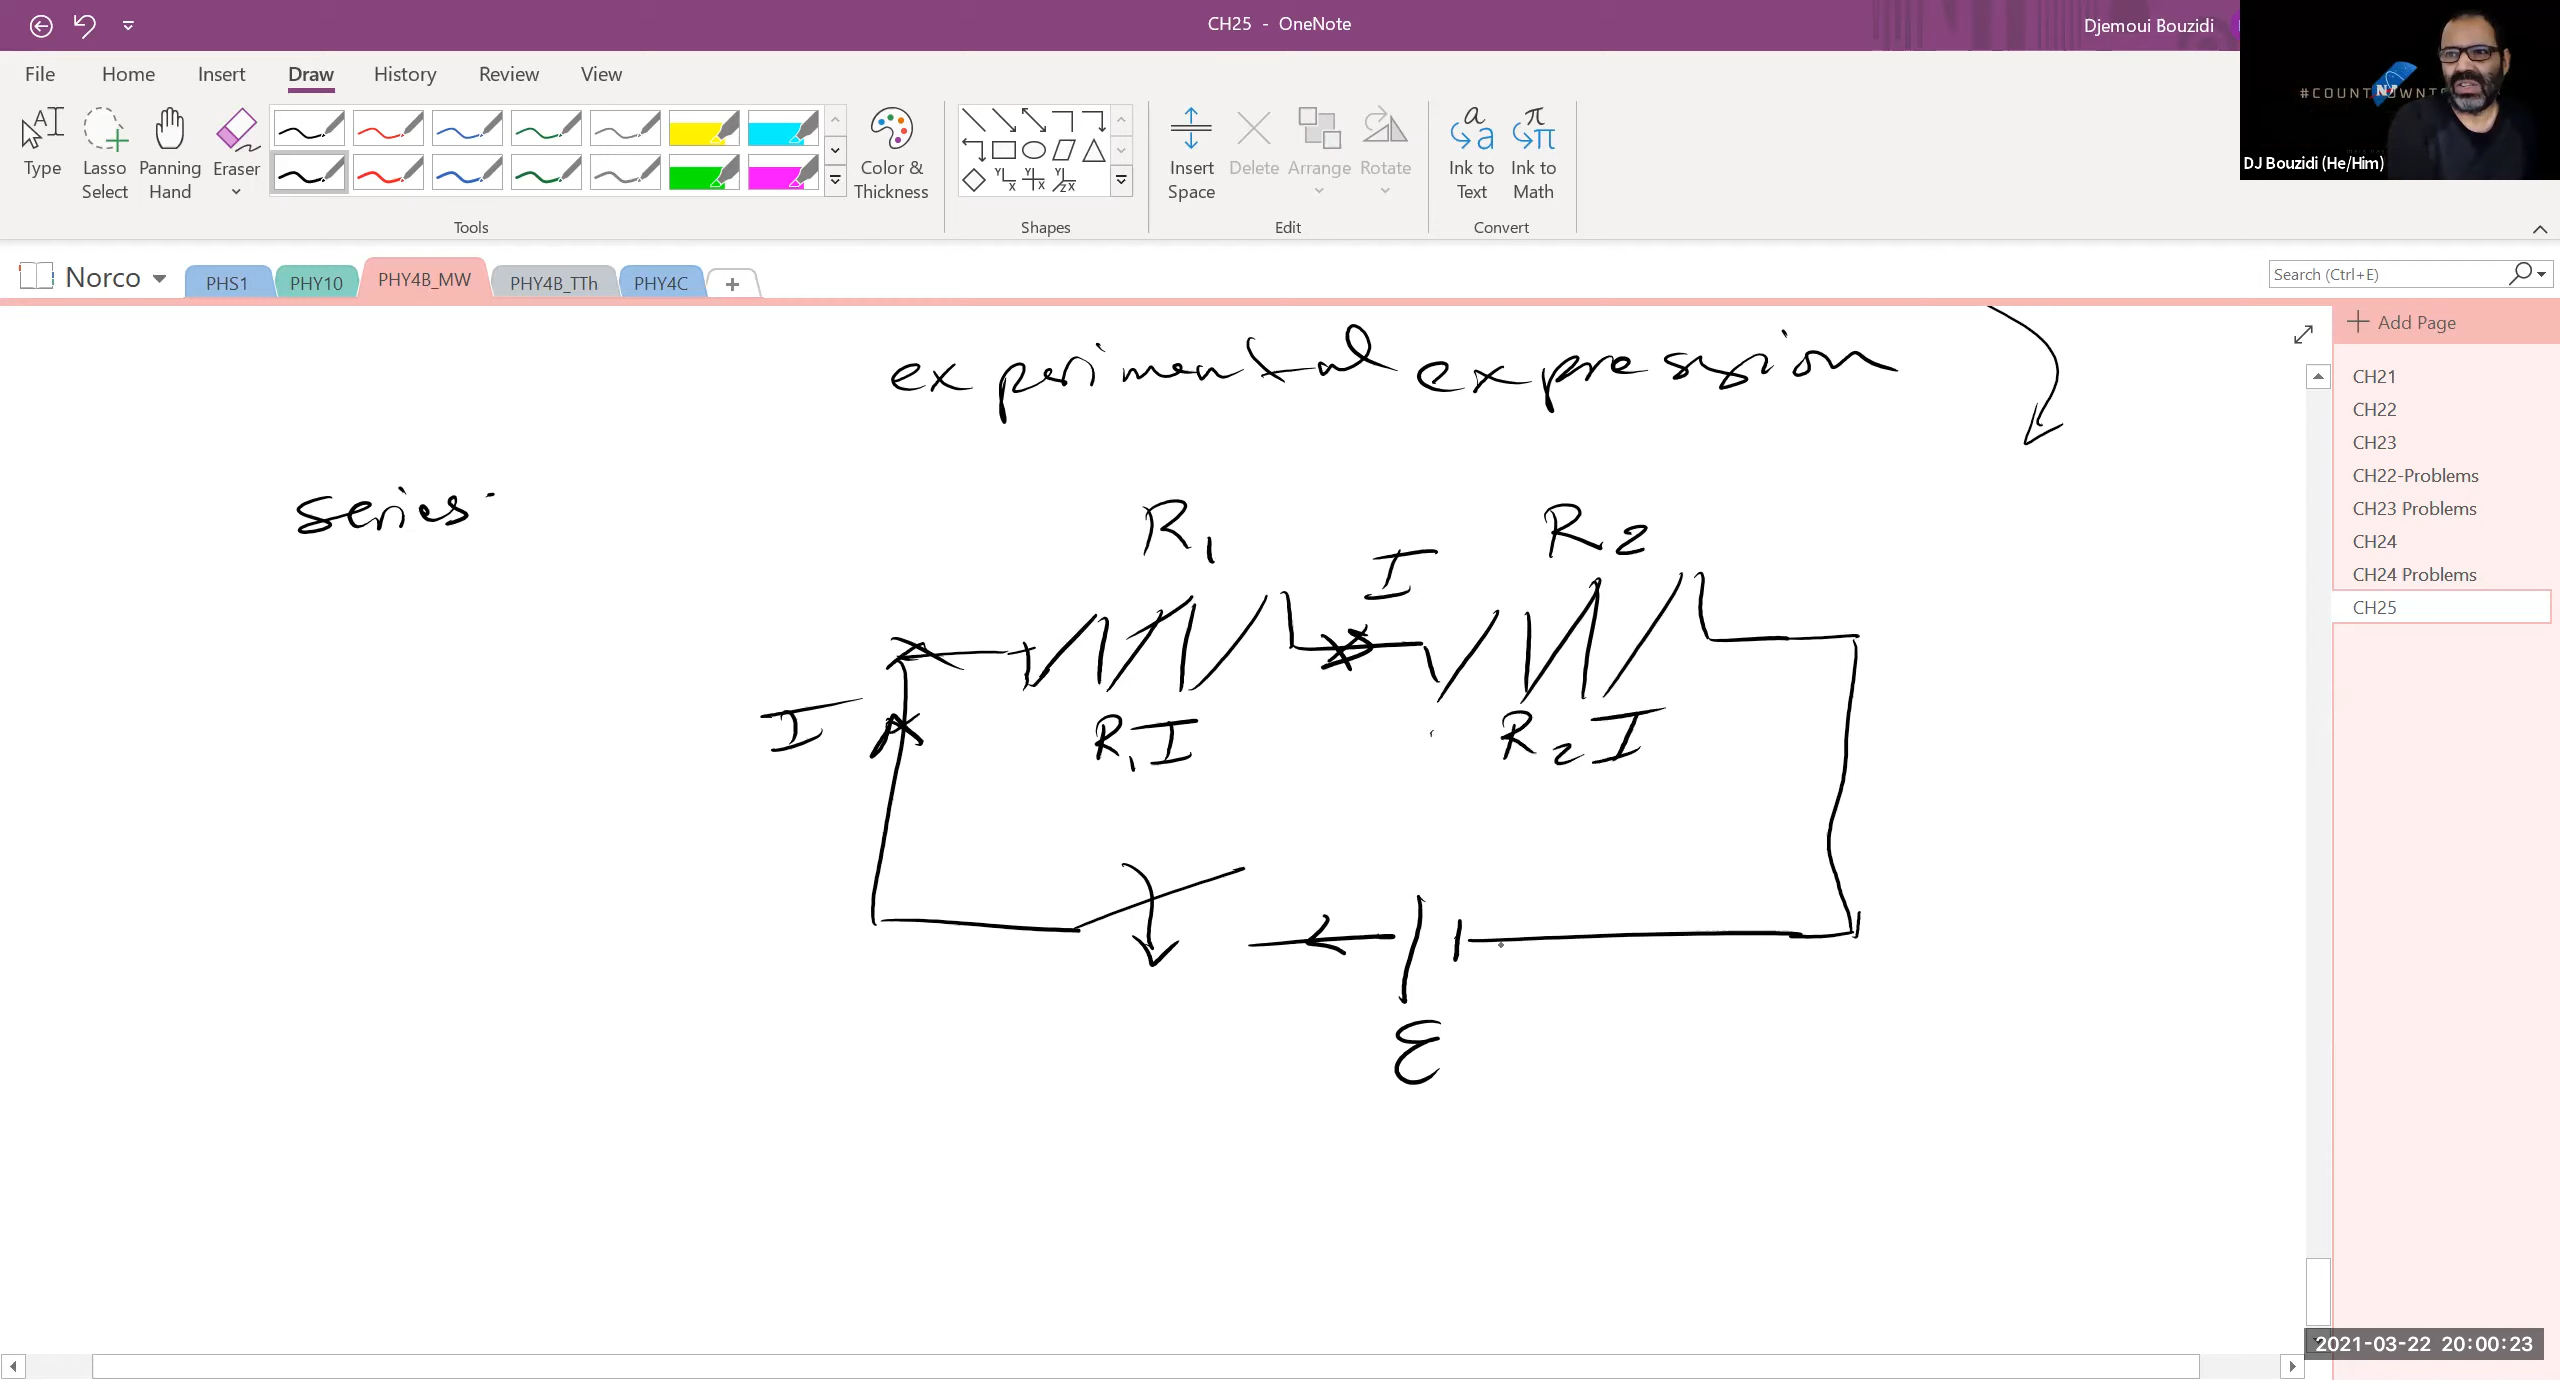 CH25 - OneNote
Djemoui Bouzidi
File Home Insert Draw History Review View
Type
Lasso Select
Panning Hand
Eraser
Color & Thickness
Insert Space
Delete
Arrange
Rotate
Ink to Text
Ink to Math
Tools
Shapes
Edit
Convert
DJ Bouzidi (He/Him)
Norco
PHS1
PHY10
PHY4B_MW
PHY4B_TTh
PHY4C
Search (Ctrl+E)
Add Page
CH21
CH22
CH23
CH22-Problems
CH23 Problems
CH24
CH24 Problems
CH25
experimental expression
series
R1
I
R2
I
R1I
R2I
ε
2021-03-22 20:00:23